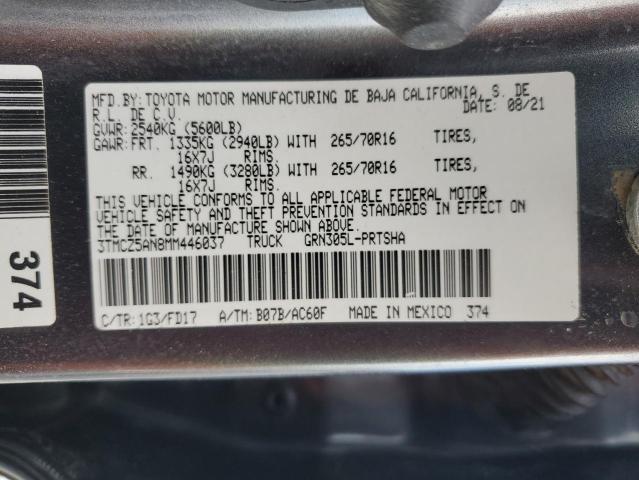 MFD.BY:TOYOTA MOTOR MANUFACTURING DE BAJA CALIFORNIA, S. DE
R.L. DE C.V. DATE: 08/21
GVWR: 2540KG (5600LB)
GAWR: FRT. 1335KG (2940LB) WITH 265/70R16 TIRES,
16X7J RIMS.
RR. 1490KG (3280LB) WITH 265/70R16 TIRES,
16X7J RIMS.
THIS VEHICLE CONFORMS TO ALL APPLICABLE FEDERAL MOTOR
VEHICLE SAFETY AND THEFT PREVENTION STANDARDS IN EFFECT ON
THE DATE OF MANUFACTURE SHOWN ABOVE.
3TMCZ5AN8MM446037 TRUCK GRN305L-PRTSHA
C/TR: 1G3/FD17 A/TM: B07B/AC60F MADE IN MEXICO 374
374